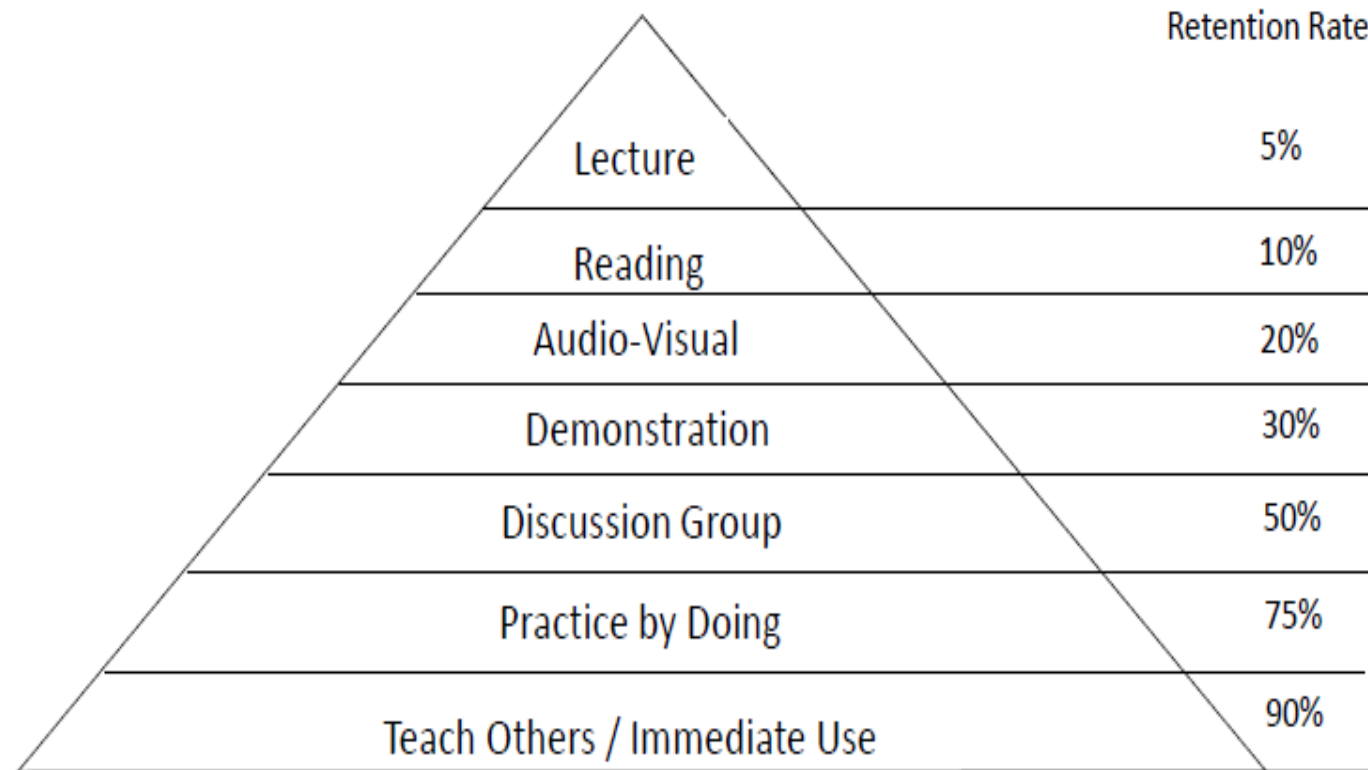 Retention Rate
Lecture 5%
Reading 10%
Audio-Visual 20%
Demonstration 30%
Discussion Group 50%
Practice by Doing 75%
Teach Others / Immediate Use 90%